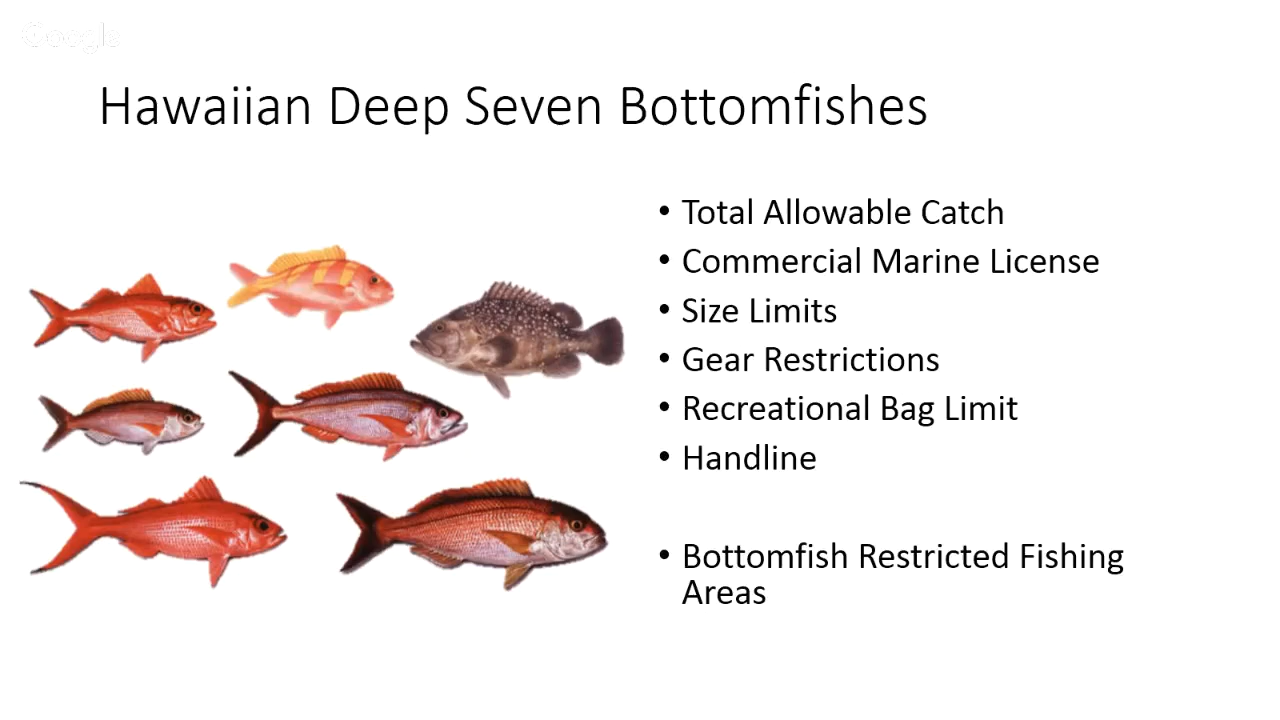 Google
Hawaiian Deep Seven Bottomfishes
• Total Allowable Catch
• Commercial Marine License
• Size Limits
• Gear Restrictions
• Recreational Bag Limit
• Handline
• Bottomfish Restricted Fishing
Areas